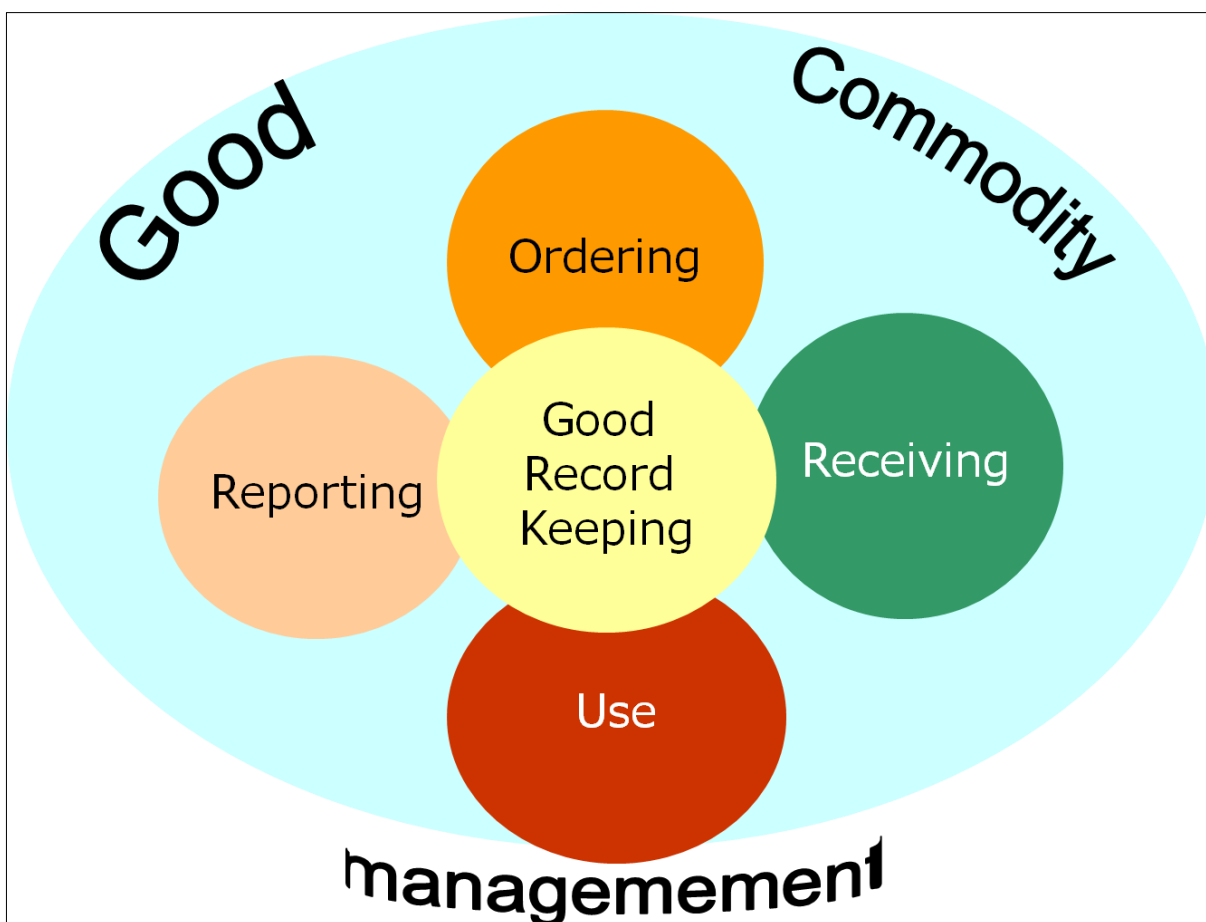 Good
Commodity
Ordering
Good
Record
Keeping
Receiving
Reporting
Use
managemement